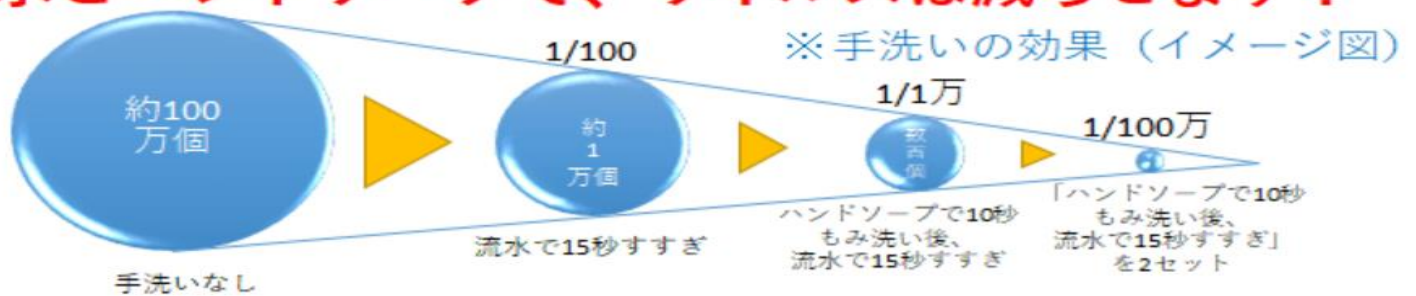 ※手洗いの効果（イメージ図）
約100
万個
手洗いなし
1/100
約
1
万個
流水で15秒すすぎ
1/1万
数百個
ハンドソープで10秒
もみ洗い後、
流水で15秒すすぎ
1/100万
「ハンドソープで10秒
もみ洗い後、
流水で15秒すすぎ」
を2セット